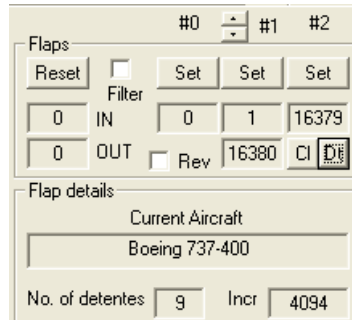 #0 #1 #2
Flaps
Reset Set Set Set
Filter
0 IN 0 1 16379
0 OUT Rev 16380 Cl Dt
Flap details
Current Aircraft
Boeing 737-400
No. of detentes 9 Incr 4094